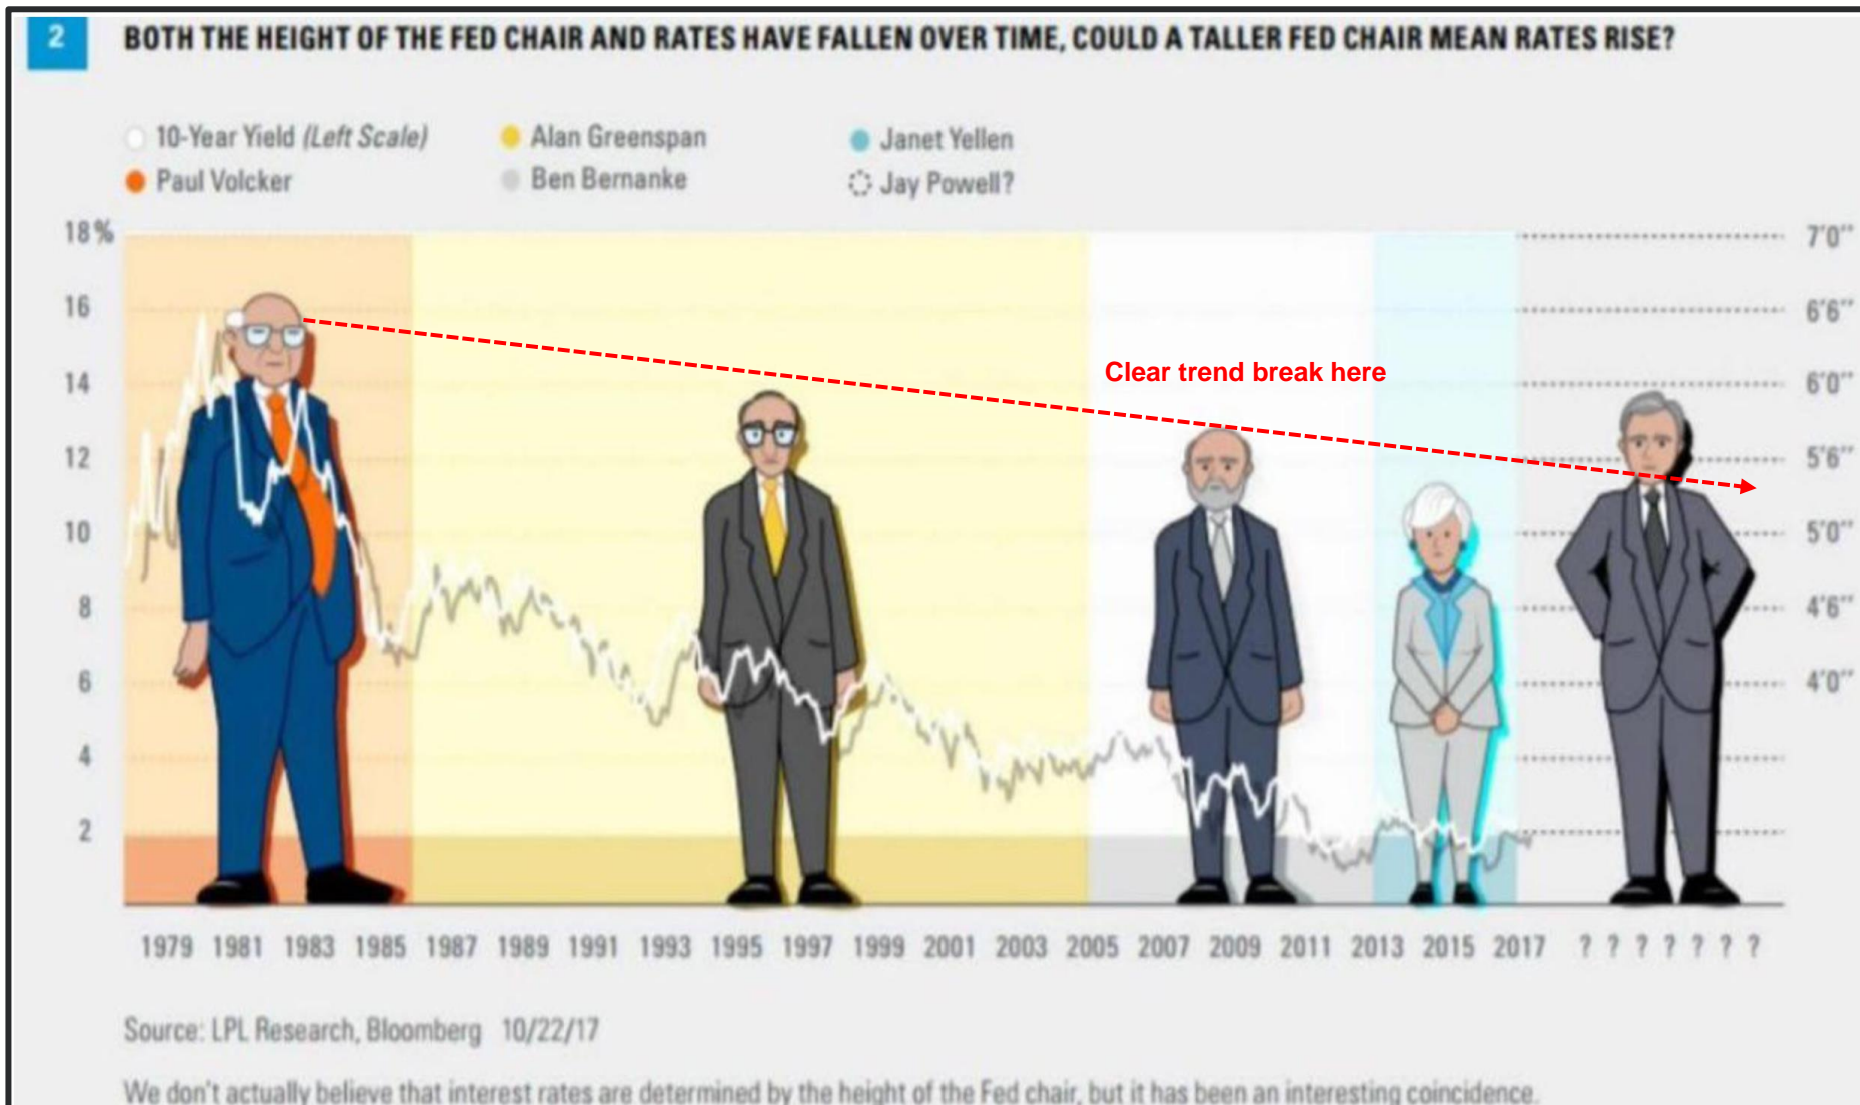 2
BOTH THE HEIGHT OF THE FED CHAIR AND RATES HAVE FALLEN OVER TIME, COULD A TALLER FED CHAIR MEAN RATES RISE?
10-Year Yield (Left Scale)
Alan Greenspan
Janet Yellen
Paul Volcker
Ben Bernanke
Jay Powell?
18%
16
14
12
10
8
6
4
2
Clear trend break here
7'0"
6'6"
6'0"
5'6"
5'0"
4'6"
4'0"
1979 1981 1983 1985 1987 1989 1991 1993 1995 1997 1999 2001 2003 2005 2007 2009 2011 2013 2015 2017 ? ? ? ? ? ? ?
Source: LPL Research, Bloomberg 10/22/17
We don't actually believe that interest rates are determined by the height of the Fed chair, but it has been an interesting coincidence.